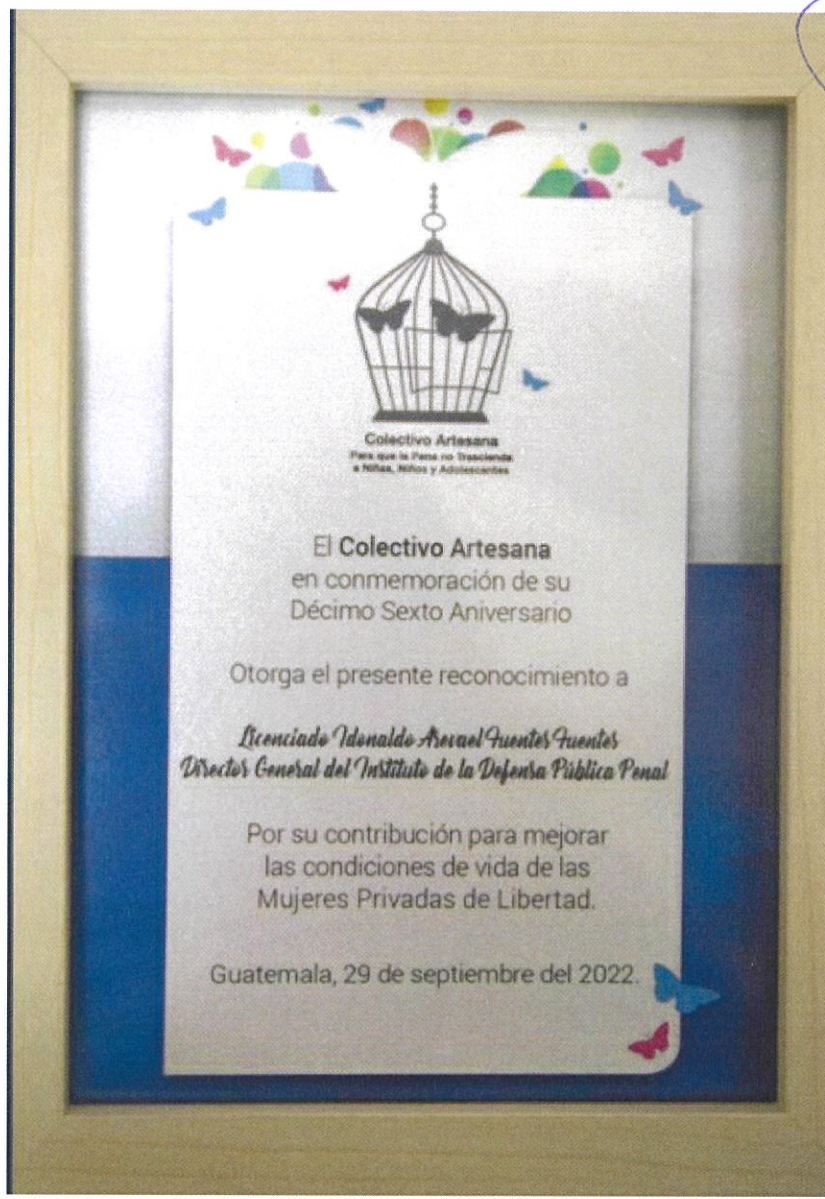 Colectivo Artesana
Para que la Pena no Trascienda
a Niñas, Niños y Adolescentes
El Colectivo Artesana
en conmemoración de su
Décimo Sexto Aniversario
Otorga el presente reconocimiento a
Licenciado Idonaldo Arevael Fuentes Fuentes
Director General del Instituto de la Defensa Pública Penal
Por su contribución para mejorar
las condiciones de vida de las
Mujeres Privadas de Libertad.
Guatemala, 29 de septiembre del 2022.